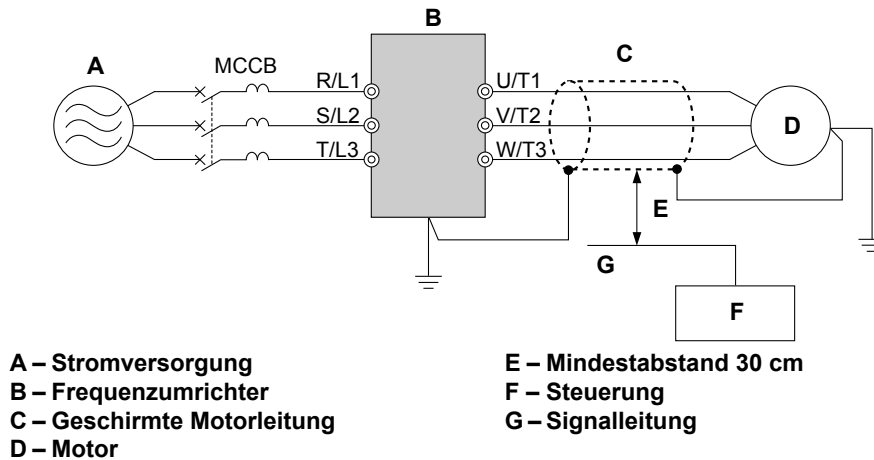 B
A
C
MCCB
R/L1
U/T1
S/L2
V/T2
D
T/L3
W/T3
E
G
F
A – Stromversorgung
B – Frequenzumrichter
C – Geschirmte Motorleitung
D – Motor
E – Mindestabstand 30 cm
F – Steuerung
G – Signalleitung